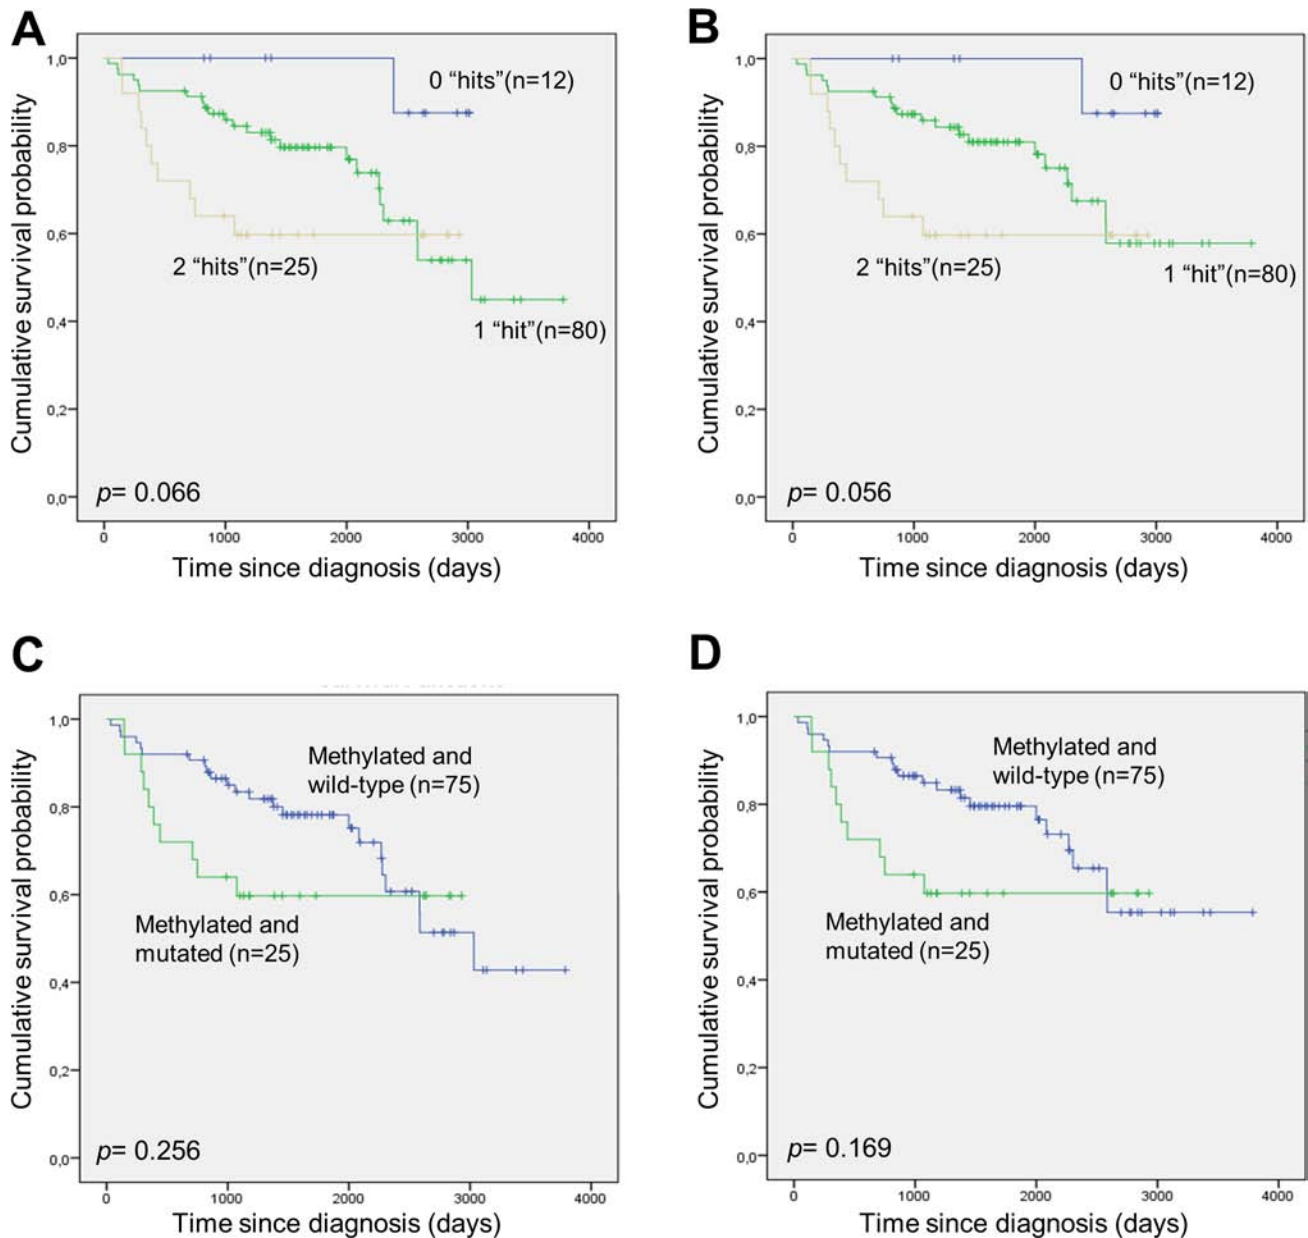 A
Cumulative survival probability
1,0
0,8
0,6
0,4
0,2
0,0
0 “hits”(n=12)
2 “hits”(n=25)
1 “hit”(n=80)
p= 0.066
0 1000 2000 3000 4000
Time since diagnosis (days)
B
Cumulative survival probability
1,0
0,8
0,6
0,4
0,2
0,0
0 “hits”(n=12)
2 “hits”(n=25)
1 “hit”(n=80)
p= 0.056
0 1000 2000 3000 4000
Time since diagnosis (days)
C
Cumulative survival probability
1,0
0,8
0,6
0,4
0,2
0,0
Methylated and
wild-type (n=75)
Methylated and
mutated (n=25)
p= 0.256
0 1000 2000 3000 4000
Time since diagnosis (days)
D
Cumulative survival probability
1,0
0,8
0,6
0,4
0,2
0,0
Methylated and
wild-type (n=75)
Methylated and
mutated (n=25)
p= 0.169
0 1000 2000 3000 4000
Time since diagnosis (days)